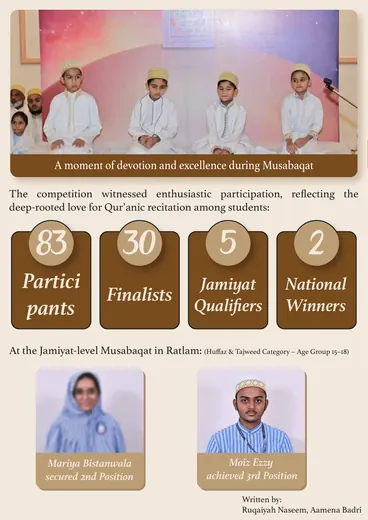 A moment of devotion and excellence during Musabaqat
The competition witnessed enthusiastic participation, reflecting the
deep-rooted love for Qur'anic recitation among students:
83
Partici
pants
30
Finalists
5
Jamiyat
Qualifiers
2
National
Winners
At the Jamiyat-level Musabaqat in Ratlam: (Huffaz & Tajweed Category – Age Group 15–18)
Mariya Bistanwala
secured 2nd Position
Moiz Ezzy
achieved 3rd Position
Written by:
Ruqaiyah Naseem, Aamena Badri